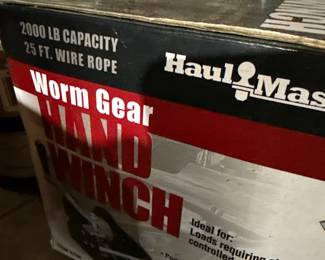 2000 LB CAPACITY
25 FT. WIRE ROPE
Haul Mas
Worm Gear
HAND
WINCH
Ideal for:
Loads requiring
controlled